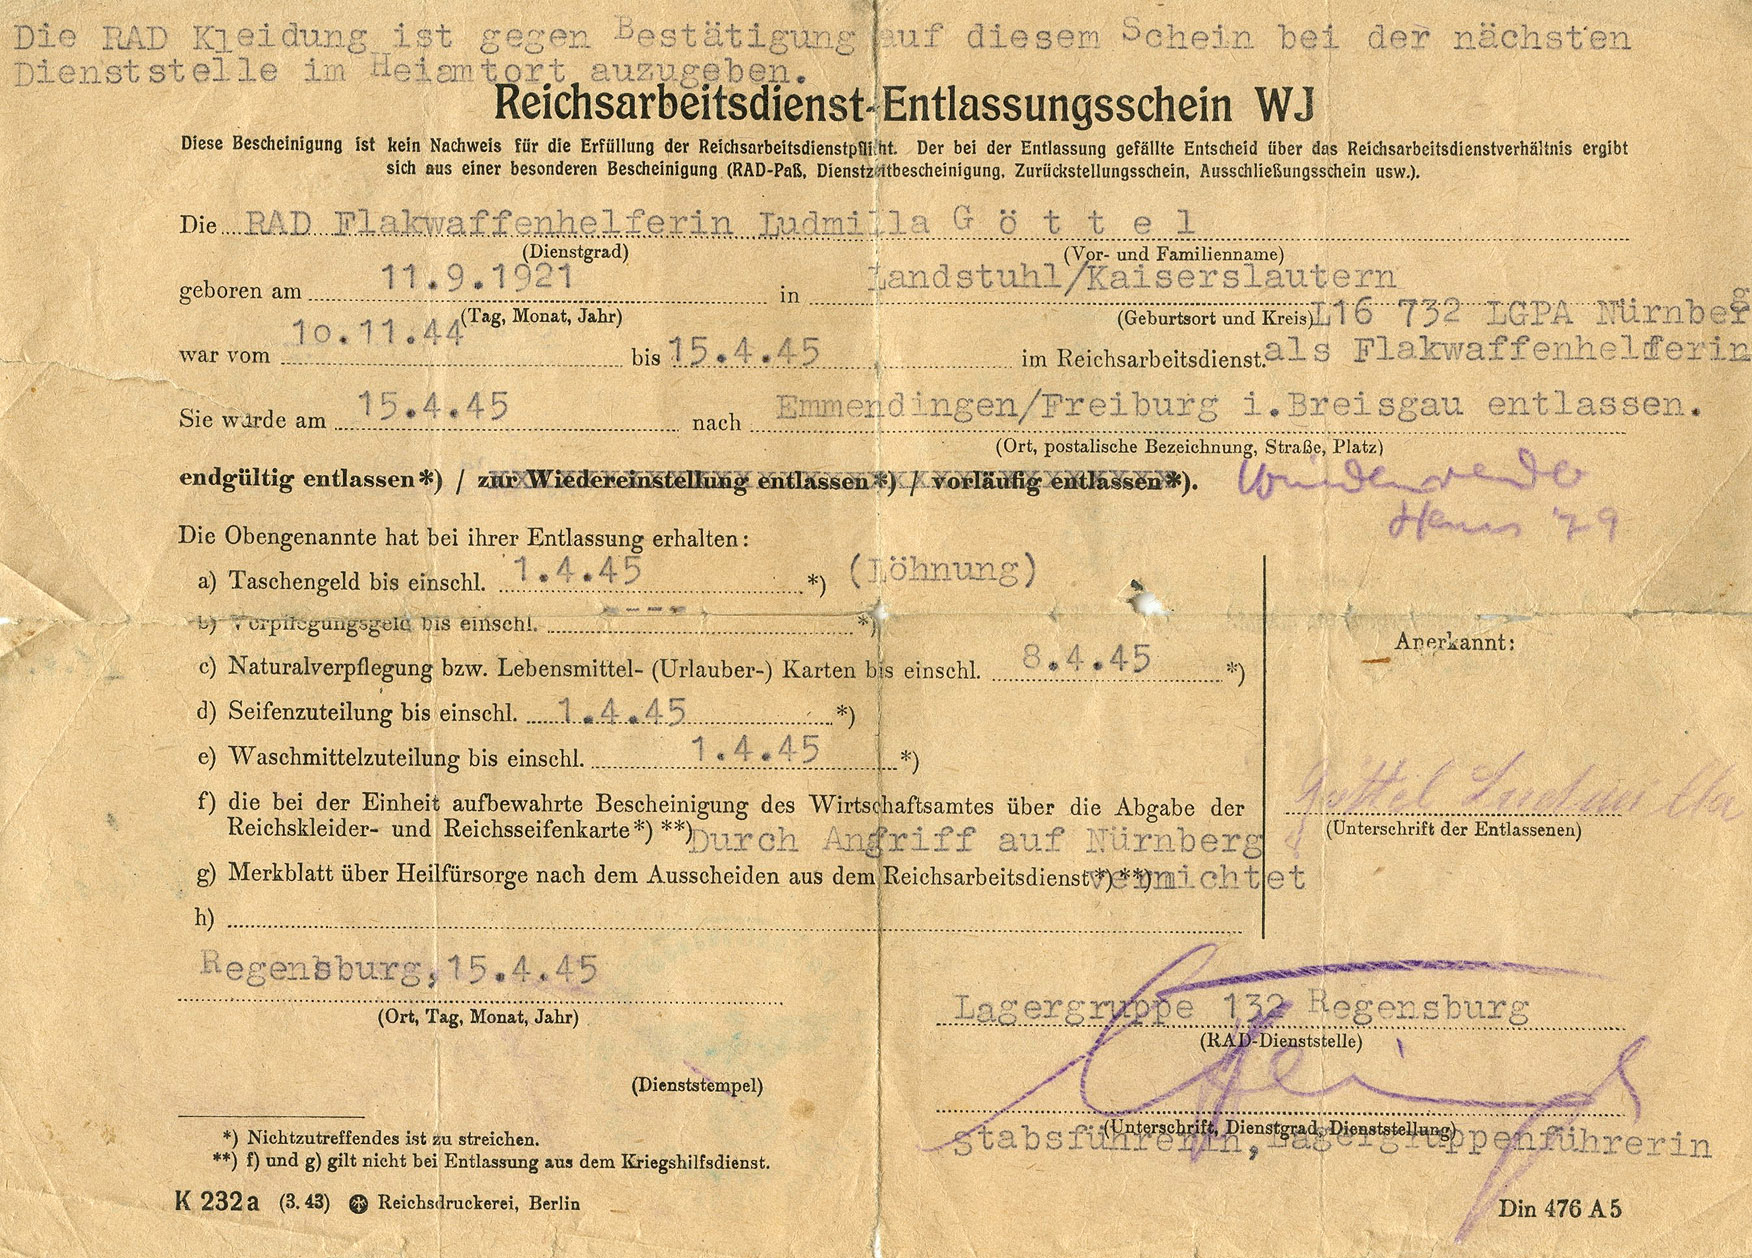 Die RAD Kleidung ist gegen Bestätigung auf diesem Schein bei der nächsten
Dienststelle im Heiamtort auzugeben.
Reichsarbeitsdienst-Entlassungsschein WJ
Diese Bescheinigung ist kein Nachweis für die Erfüllung der Reichsarbeitsdienstpflicht. Der bei der Entlassung gefällte Entscheid über das Reichsarbeitsdienstverhältnis ergibt
sich aus einer besonderen Bescheinigung (RAD-Paß, Dienstzeitbescheinigung, Zurückstellungsschein, Ausschließungsschein usw.).
Die RAD Flakwaffenhelferin Ludmilla G ö t t e l
(Dienstgrad) (Vor- und Familienname)
geboren am 11.9.1921 in Landstuhl/Kaiserslautern
(Tag, Monat, Jahr) (Geburtsort und Kreis) L16 732 LGPA Nürnberg
war vom 10.11.44 bis 15.4.45 im Reichsarbeitsdienst. als Flakwaffenhelferin
Sie wurde am 15.4.45 nach Emmendingen/Freiburg i.Breisgau entlassen.
(Ort, postalische Bezeichnung, Straße, Platz)
endgültig entlassen*) / zur Wiedereinstellung entlassen*) / vorläufig entlassen*).
79
Die Obengenannte hat bei ihrer Entlassung erhalten:
a) Taschengeld bis einschl. 1.4.45 *) (Löhnung)
b) Verpflegungsgeld bis einschl. *)
c) Naturalverpflegung bzw. Lebensmittel- (Urlauber-) Karten bis einschl. 8.4.45 *)
d) Seifenzuteilung bis einschl. 1.4.45 *)
e) Waschmittelzuteilung bis einschl. 1.4.45 *)
f) die bei der Einheit aufbewahrte Bescheinigung des Wirtschaftsamtes über die Abgabe der
Reichskleider- und Reichsseifenkarte*) **) Durch Angriff auf Nürnberg
g) Merkblatt über Heilfürsorge nach dem Ausscheiden aus dem Reichsarbeitsdienst*) **) vernichtet
h)
Anerkannt:
Göttel Ludmilla
(Unterschrift der Entlassenen)
Regensburg, 15.4.45
(Ort, Tag, Monat, Jahr)
Lagergruppe 132 Regensburg
(RAD-Dienststelle)
(Dienststempel)
(Unterschrift, Dienstgrad, Dienststellung)
Stabsführerin, Lagergruppenführerin
*) Nichtzutreffendes ist zu streichen.
**) f) und g) gilt nicht bei Entlassung aus dem Kriegshilfsdienst.
K 232a (3. 43) Reichsdruckerei, Berlin
Din 476 A 5